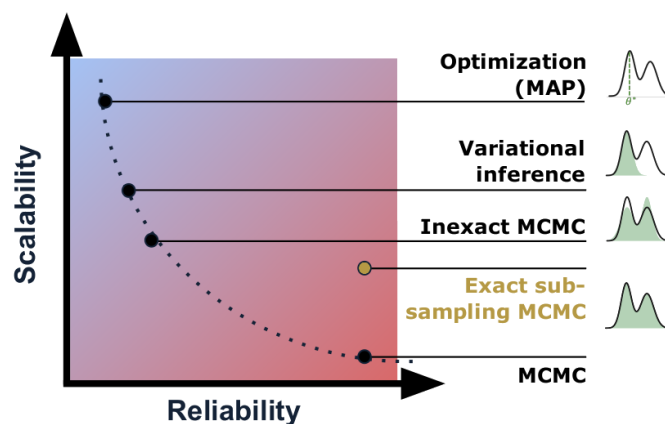 Optimization
(MAP)
θ*
Variational
inference
Inexact MCMC
Exact sub-
sampling MCMC
MCMC
Scalability
Reliability